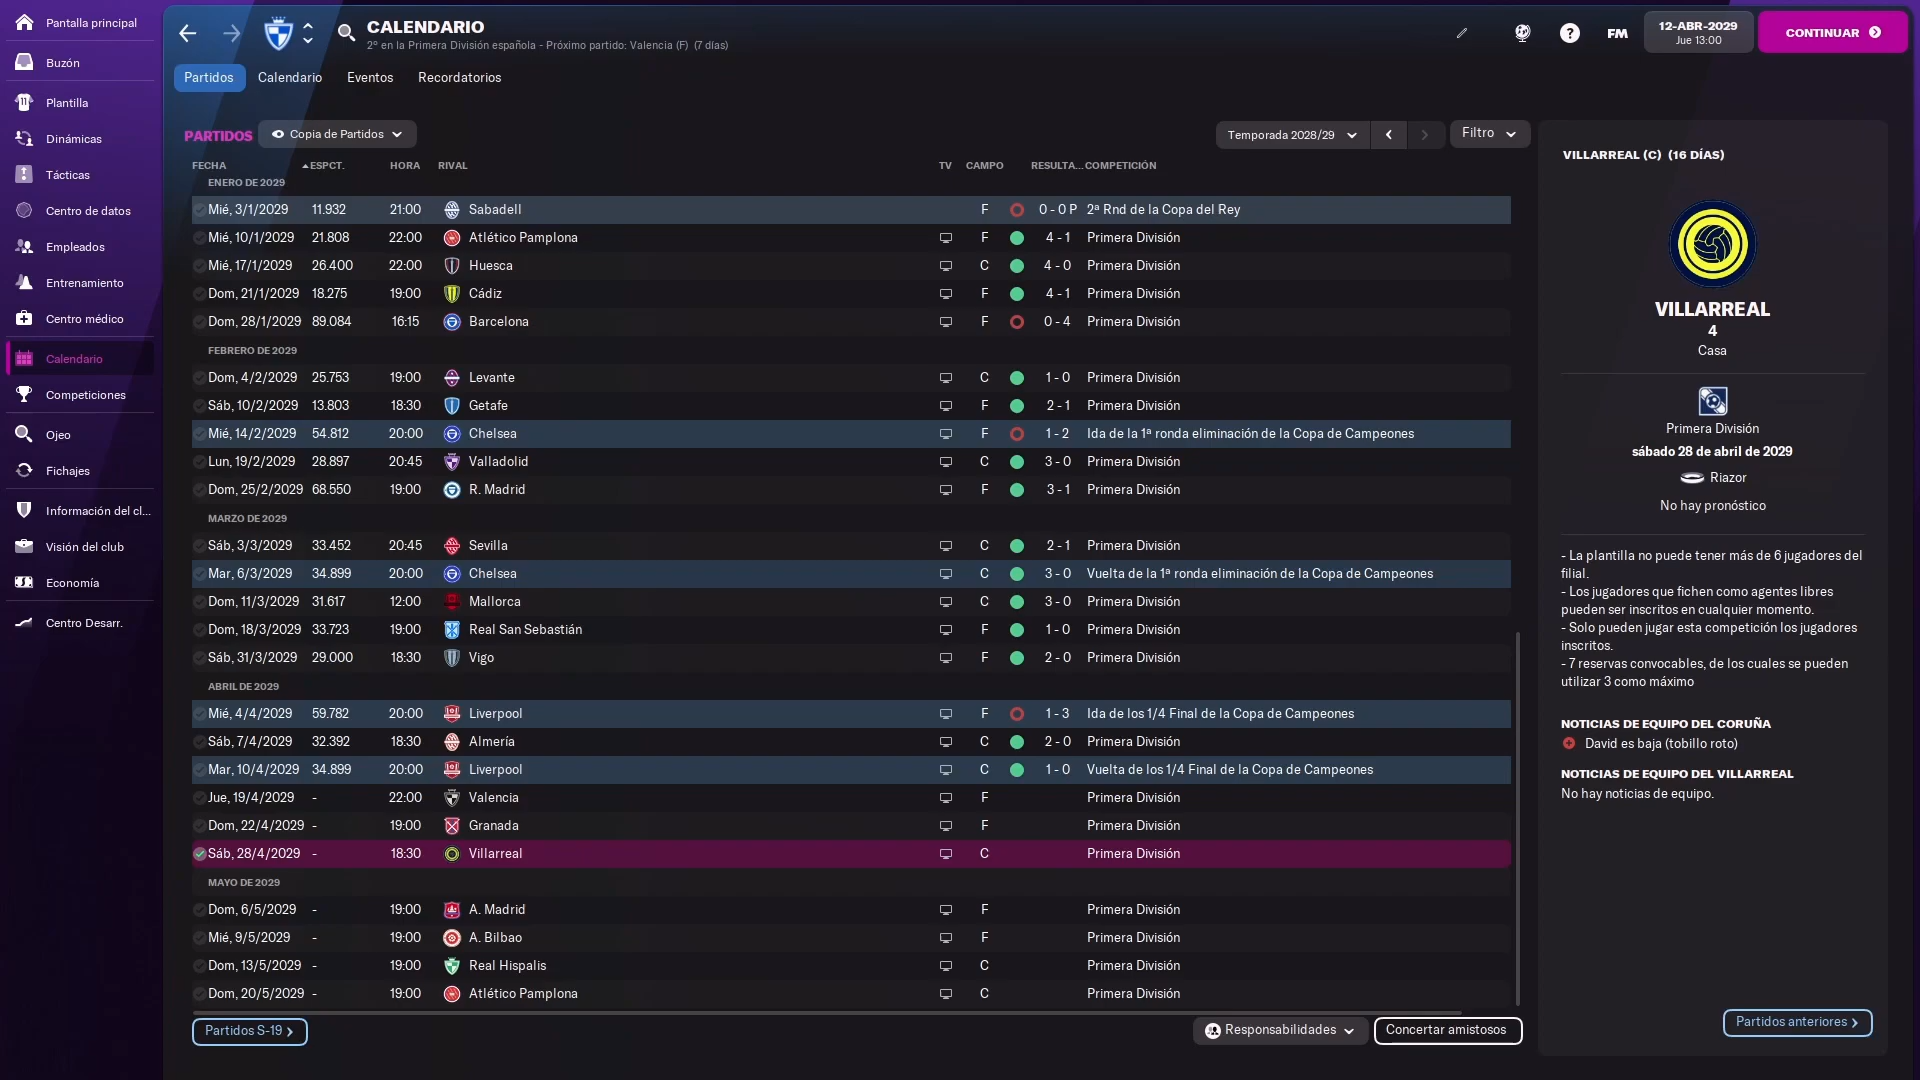 Pantalla principal
Buzón
Plantilla
Dinámicas
Tácticas
Centro de datos
Empleados
Entrenamiento
Centro médico
Calendario
Competiciones
Ojeo
Fichajes
Información del cl...
Visión del club
Economía
Centro Desarr.
CALENDARIO
2º en la Primera División española - Próximo partido: Valencia (F) (7 días)
FM
12-ABR-2029
Jue 13:00
CONTINUAR
Partidos Calendario Eventos Recordatorios
PARTIDOS Copia de Partidos
Temporada 2028/29 Filtro
FECHA ESPCT. HORA RIVAL TV CAMPO RESULTA... COMPETICIÓN
ENERO DE 2029
Mié, 3/1/2029 11.932 21:00 Sabadell F 0 - 0 P 2ª Rnd de la Copa del Rey
Mié, 10/1/2029 21.808 22:00 Atlético Pamplona F 4 - 1 Primera División
Mié, 17/1/2029 26.400 22:00 Huesca C 4 - 0 Primera División
Dom, 21/1/2029 18.275 19:00 Cádiz F 4 - 1 Primera División
Dom, 28/1/2029 89.084 16:15 Barcelona F 0 - 4 Primera División
FEBRERO DE 2029
Dom, 4/2/2029 25.753 19:00 Levante C 1 - 0 Primera División
Sáb, 10/2/2029 13.803 18:30 Getafe F 2 - 1 Primera División
Mié, 14/2/2029 54.812 20:00 Chelsea F 1 - 2 Ida de la 1ª ronda eliminación de la Copa de Campeones
Lun, 19/2/2029 28.897 20:45 Valladolid C 3 - 0 Primera División
Dom, 25/2/2029 68.550 19:00 R. Madrid F 3 - 1 Primera División
MARZO DE 2029
Sáb, 3/3/2029 33.452 20:45 Sevilla C 2 - 1 Primera División
Mar, 6/3/2029 34.899 20:00 Chelsea C 3 - 0 Vuelta de la 1ª ronda eliminación de la Copa de Campeones
Dom, 11/3/2029 31.617 12:00 Mallorca C 3 - 0 Primera División
Dom, 18/3/2029 33.723 19:00 Real San Sebastián F 1 - 0 Primera División
Sáb, 31/3/2029 29.000 18:30 Vigo F 2 - 0 Primera División
ABRIL DE 2029
Mié, 4/4/2029 59.782 20:00 Liverpool F 1 - 3 Ida de los 1/4 Final de la Copa de Campeones
Sáb, 7/4/2029 32.392 18:30 Almería C 2 - 0 Primera División
Mar, 10/4/2029 34.899 20:00 Liverpool C 1 - 0 Vuelta de los 1/4 Final de la Copa de Campeones
Jue, 19/4/2029 - 22:00 Valencia F Primera División
Dom, 22/4/2029 - 19:00 Granada F Primera División
Sáb, 28/4/2029 - 18:30 Villarreal C Primera División
MAYO DE 2029
Dom, 6/5/2029 - 19:00 A. Madrid F Primera División
Mié, 9/5/2029 - 19:00 A. Bilbao F Primera División
Dom, 13/5/2029 - 19:00 Real Hispalis C Primera División
Dom, 20/5/2029 - 19:00 Atlético Pamplona C Primera División
Partidos S-19
Responsabilidades
Concertar amistosos
VILLARREAL (C) (16 DÍAS)
VILLARREAL
4
Casa
Primera División
sábado 28 de abril de 2029
Riazor
No hay pronóstico
- La plantilla no puede tener más de 6 jugadores del
filial.
- Los jugadores que fichen como agentes libres
pueden ser inscritos en cualquier momento.
- Solo pueden jugar esta competición los jugadores
inscritos.
- 7 reservas convocables, de los cuales se pueden
utilizar 3 como máximo
NOTICIAS DE EQUIPO DEL CORUÑA
David es baja (tobillo roto)
NOTICIAS DE EQUIPO DEL VILLARREAL
No hay noticias de equipo.
Partidos anteriores